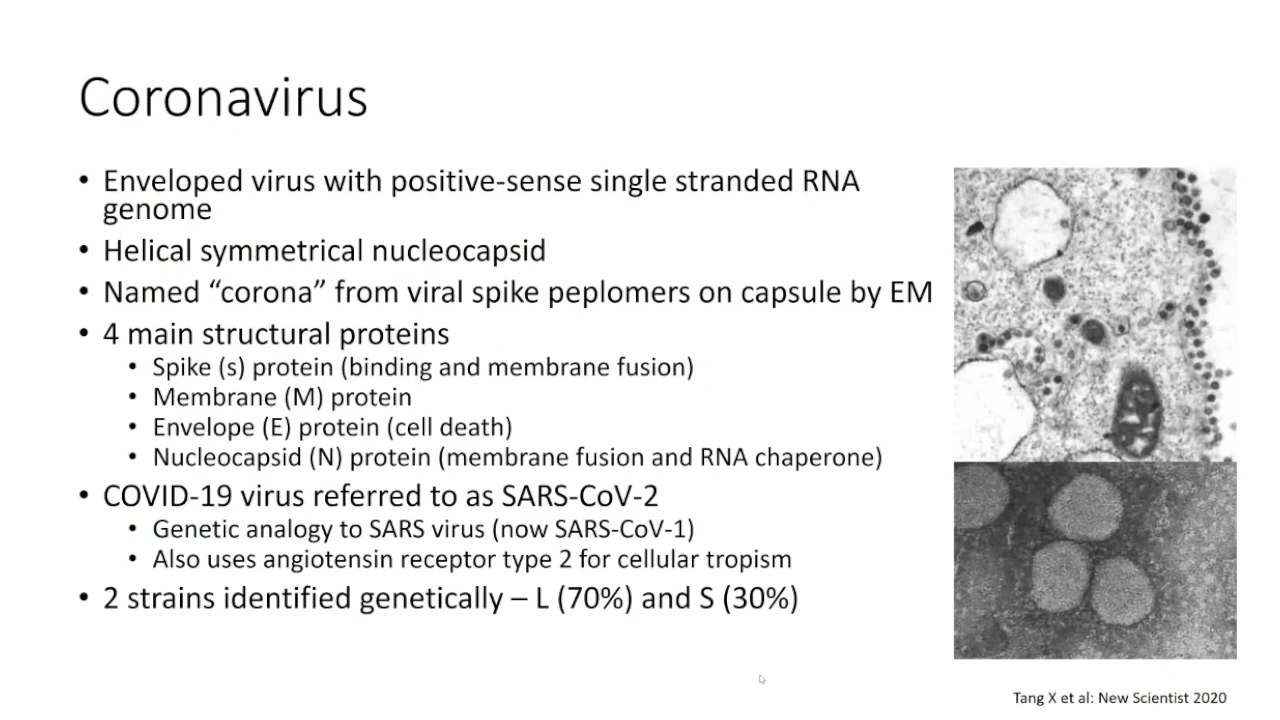 Coronavirus
• Enveloped virus with positive-sense single stranded RNA
genome
• Helical symmetrical nucleocapsid
• Named “corona” from viral spike peplomers on capsule by EM
• 4 main structural proteins
• Spike (s) protein (binding and membrane fusion)
• Membrane (M) protein
• Envelope (E) protein (cell death)
• Nucleocapsid (N) protein (membrane fusion and RNA chaperone)
• COVID-19 virus referred to as SARS-CoV-2
• Genetic analogy to SARS virus (now SARS-CoV-1)
• Also uses angiotensin receptor type 2 for cellular tropism
• 2 strains identified genetically – L (70%) and S (30%)
Tang X et al: New Scientist 2020